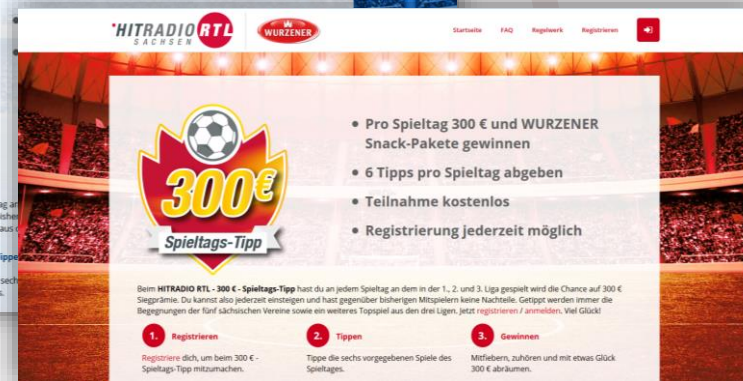 HITRADIO RTL
SACHSEN
WURZENER
Startseite FAQ Regelwerk Registrieren
300€
Spieltags-Tipp
• Pro Spieltag 300 € und WURZENER
Snack-Pakete gewinnen
• 6 Tipps pro Spieltag abgeben
• Teilnahme kostenlos
• Registrierung jederzeit möglich
Beim HITRADIO RTL - 300 € - Spieltags-Tipp hast du an jedem Spieltag an dem in der 1., 2. und 3. Liga gespielt wird die Chance auf 300 €
Siegprämie. Du kannst also jederzeit einsteigen und hast gegenüber bisherigen Mitspielern keine Nachteile. Getippt werden immer die
Begegnungen der fünf sächsischen Vereine sowie ein weiteres Topspiel aus den drei Ligen. Jetzt registrieren / anmelden. Viel Glück!
1. Registrieren
Registriere dich, um beim 300 € -
Spieltags-Tipp mitzumachen.
2. Tippen
Tippe die sechs vorgegebenen Spiele des
Spieltages.
3. Gewinnen
Mitfiebern, zuhören und mit etwas Glück
300 € abräumen.